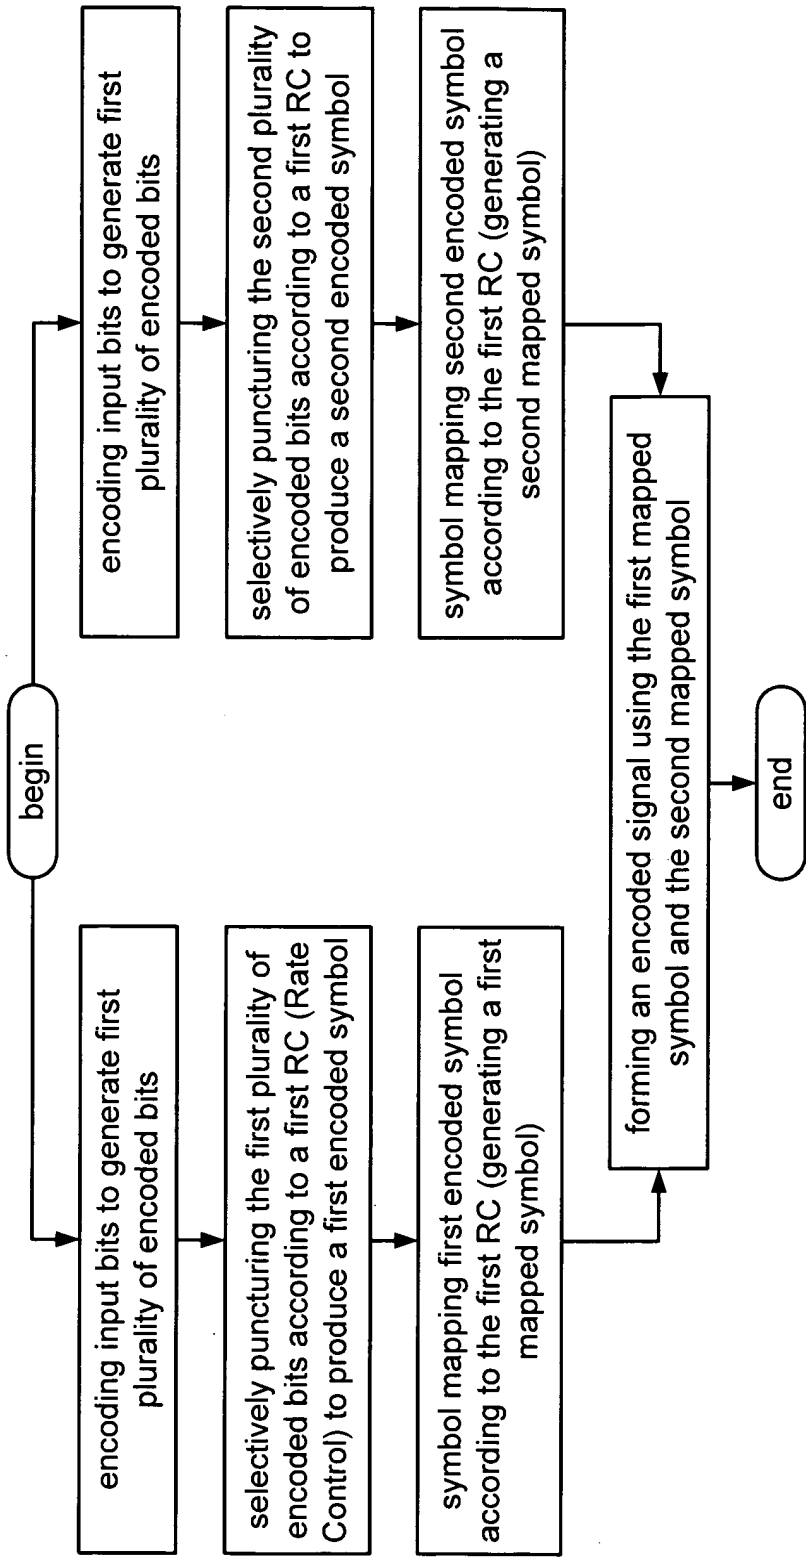 begin
encoding input bits to generate first
plurality of encoded bits
selectively puncturing the first plurality of
encoded bits according to a first RC (Rate
Control) to produce a first encoded symbol
symbol mapping first encoded symbol
according to the first RC (generating a first
mapped symbol)
encoding input bits to generate first
plurality of encoded bits
selectively puncturing the second plurality
of encoded bits according to a first RC to
produce a second encoded symbol
symbol mapping second encoded symbol
according to the first RC (generating a
second mapped symbol)
forming an encoded signal using the first mapped
symbol and the second mapped symbol
end